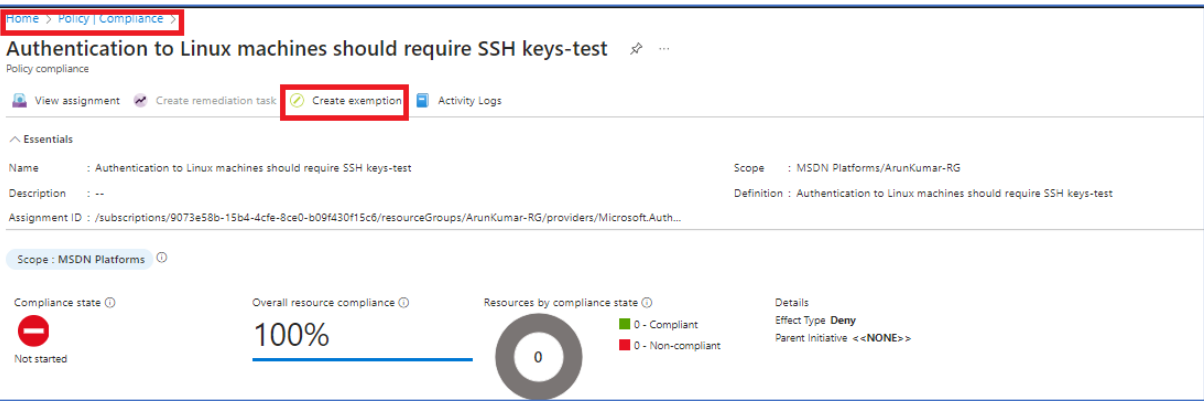 Home > Policy | Compliance >
Authentication to Linux machines should require SSH keys-test ...
Policy compliance
View assignment Create remediation task Create exemption Activity Logs
Essentials
Name : Authentication to Linux machines should require SSH keys-test Scope : MSDN Platforms/ArunKumar-RG
Description : -- Definition : Authentication to Linux machines should require SSH keys-test
Assignment ID : /subscriptions/9073e58b-15b4-4cfe-8ce0-b09f430f15c6/resourceGroups/ArunKumar-RG/providers/Microsoft.Auth...
Scope : MSDN Platforms
Compliance state Overall resource compliance Resources by compliance state Details
100% 0 - Compliant Effect Type Deny
0 - Non-compliant Parent Initiative <<NONE>>
Not started 0